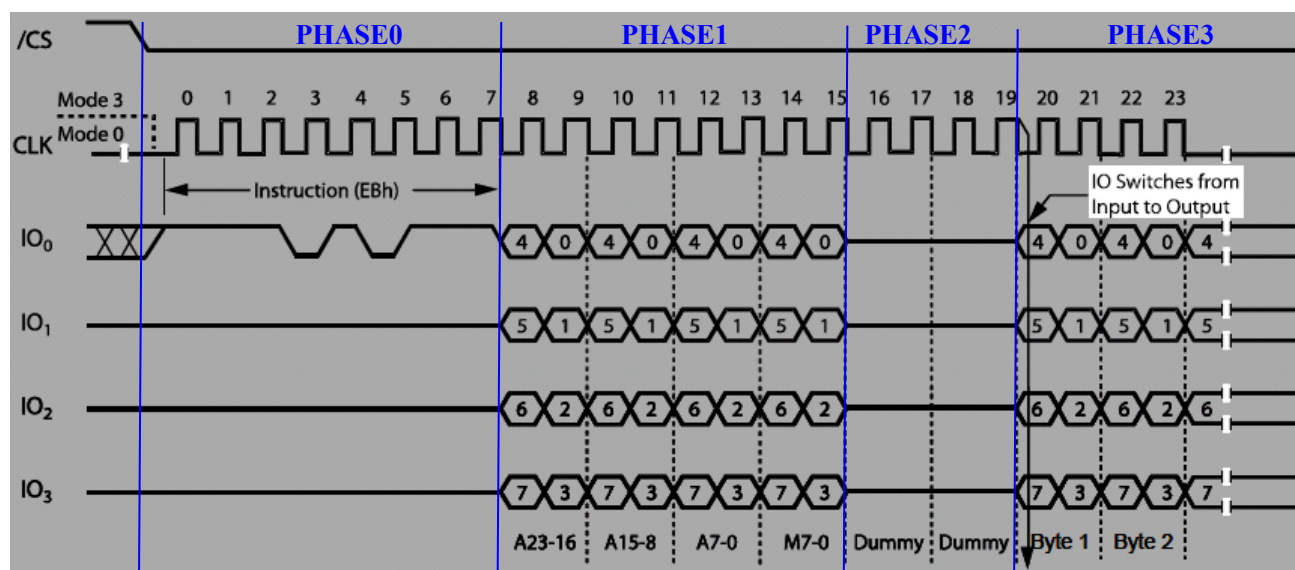 PHASE0 PHASE1 PHASE2 PHASE3
/CS
Mode 3 0 1 2 3 4 5 6 7 8 9 10 11 12 13 14 15 16 17 18 19 20 21 22 23
CLK Mode 0
Instruction (EBh)
IO Switches from
Input to Output
IO0 4 0 4 0 4 0 4 0 4 0 4 0 4
IO1 5 1 5 1 5 1 5 1 5 1 5 1 5
IO2 6 2 6 2 6 2 6 2 6 2 6 2 6
IO3 7 3 7 3 7 3 7 3 7 3 7 3 7
A23-16 A15-8 A7-0 M7-0 Dummy Dummy Byte 1 Byte 2